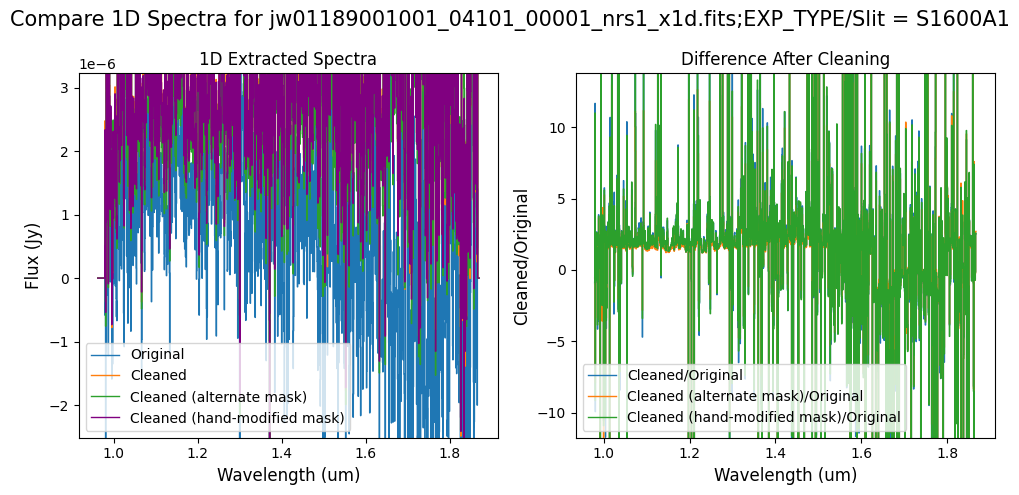 Compare 1D Spectra for jw01189001001_04101_00001_nrs1_x1d.fits;EXP_TYPE/Slit = S1600A1
1D Extracted Spectra
1e−6
3
2
1
0
−1
−2
Flux (Jy)
Original
Cleaned
Cleaned (alternate mask)
Cleaned (hand-modified mask)
1.0 1.2 1.4 1.6 1.8
Wavelength (um)
Difference After Cleaning
10
5
0
−5
−10
Cleaned/Original
Cleaned/Original
Cleaned (alternate mask)/Original
Cleaned (hand-modified mask)/Original
1.0 1.2 1.4 1.6 1.8
Wavelength (um)